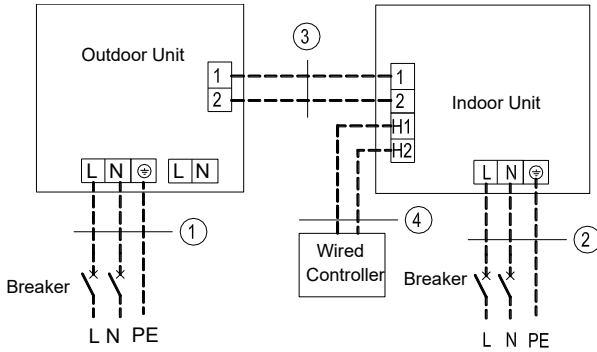 Outdoor Unit
1
2
L N ⏚ L N
①
Breaker
L N PE
③
1
2
H1
H2
Indoor Unit
L N ⏚
④
Wired
Controller
②
Breaker
L N PE